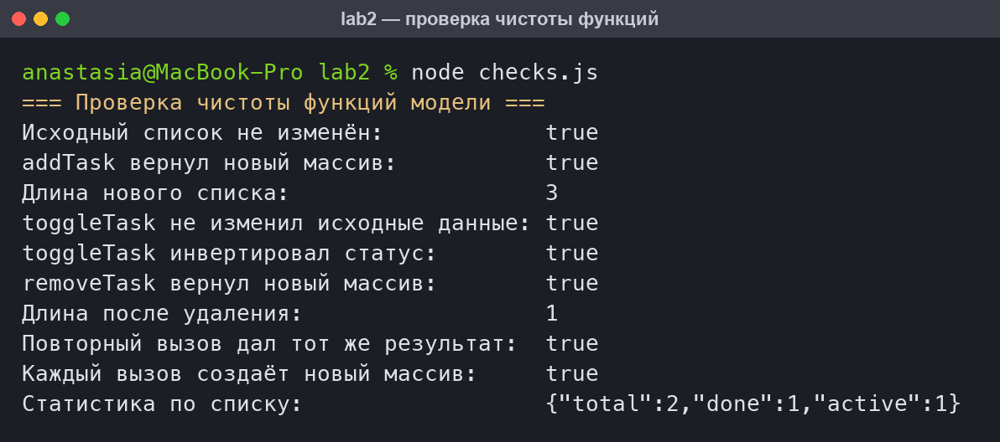 lab2 — проверка чистоты функций
anastasia@MacBook-Pro lab2 % node checks.js
=== Проверка чистоты функций модели ===
Исходный список не изменён: true
addTask вернул новый массив: true
Длина нового списка: 3
toggleTask не изменил исходные данные: true
toggleTask инвертировал статус: true
removeTask вернул новый массив: true
Длина после удаления: 1
Повторный вызов дал тот же результат: true
Каждый вызов создаёт новый массив: true
Статистика по списку: {"total":2,"done":1,"active":1}